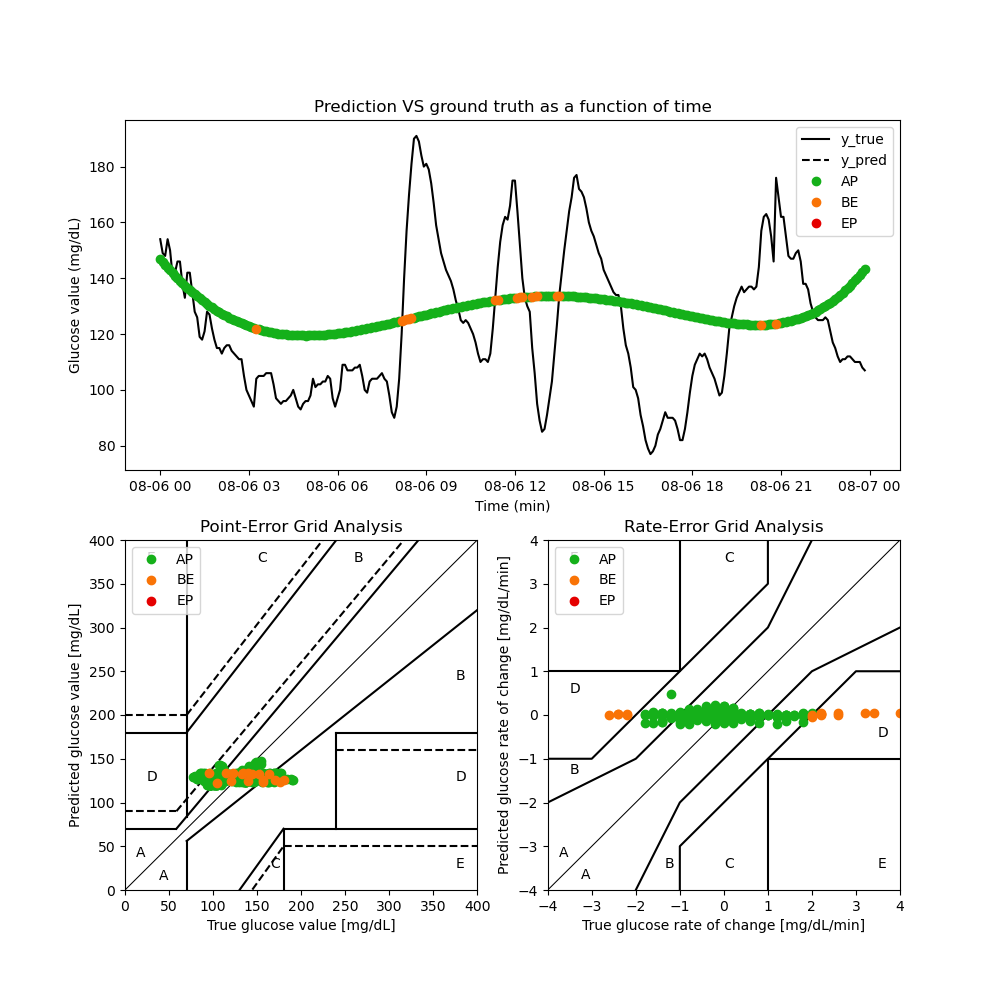 Prediction VS ground truth as a function of time
Glucose value (mg/dL)
180
160
140
120
100
80
y_true
y_pred
AP
BE
EP
08-06 00 08-06 03 08-06 06 08-06 09 08-06 12 08-06 15 08-06 18 08-06 21 08-07 00
Time (min)
Point-Error Grid Analysis
Predicted glucose value [mg/dL]
400
350
300
250
200
150
100
50
0
AP
BE
EP
C B
B
D D
A
A C E
0 50 100 150 200 250 300 350 400
True glucose value [mg/dL]
Rate-Error Grid Analysis
Predicted glucose rate of change [mg/dL/min]
4
3
2
1
0
−1
−2
−3
−4
AP
BE
EP
C
D
D
B
A
A B C E
−4 −3 −2 −1 0 1 2 3 4
True glucose rate of change [mg/dL/min]